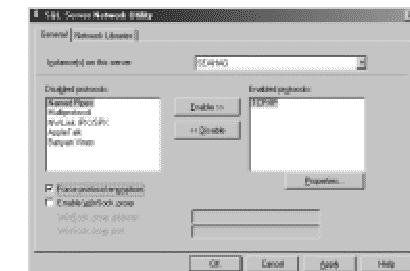 SQL Server Network Utility
General Network Libraries
Instance(s) on this server
Disabled protocols:
Enabled protocols:
Named Pipes
Multiprotocol
NWLink IPX/SPX
AppleTalk
Banyan Vines
TCP/IP
Enable >>
<< Disable
Properties...
Force protocol encryption
Enable WinSock proxy
WinSock proxy address
WinSock proxy port
OK Cancel Apply Help